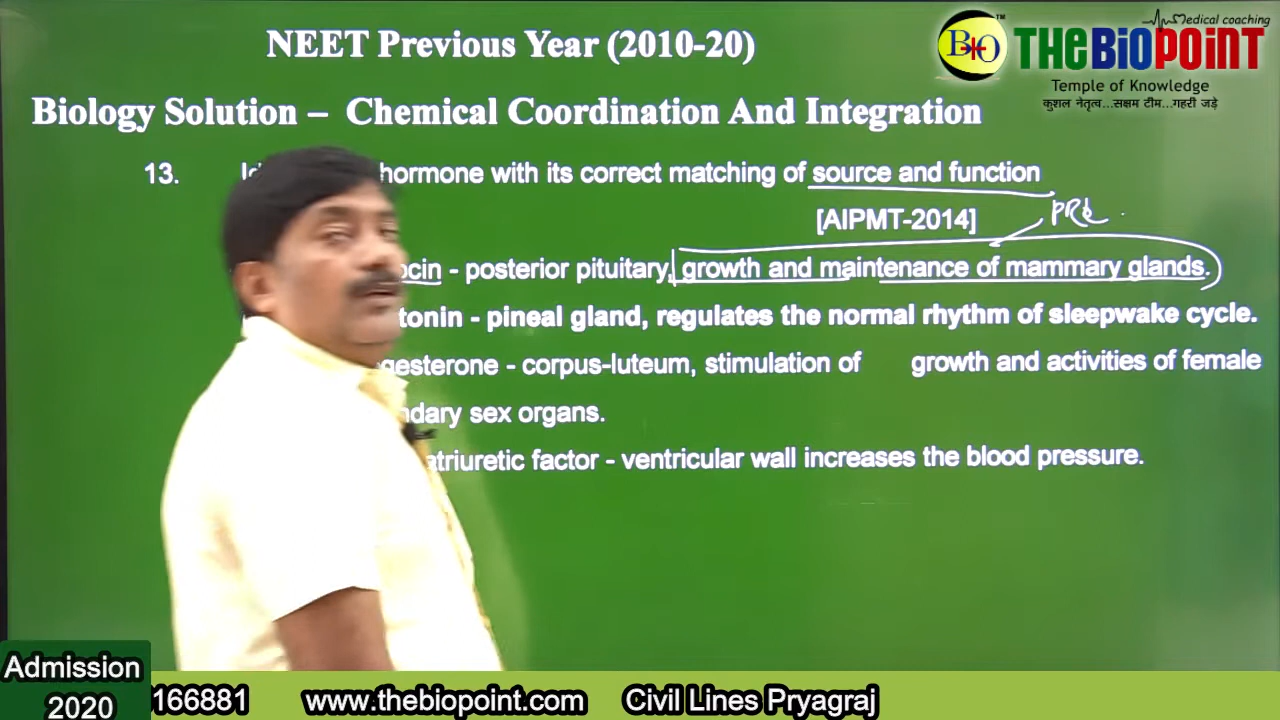 NEET Previous Year (2010-20)
Medical coaching
BIO THEBIOPOINT™
Temple of Knowledge
कुशल नेतृत्व...सक्षम टीम...गहरी जड़े
Biology Solution – Chemical Coordination And Integration
13. hormone with its correct matching of source and function
[AIPMT-2014]
ocin - posterior pituitary, growth and maintenance of mammary glands.
tonin - pineal gland, regulates the normal rhythm of sleepwake cycle.
gesterone - corpus-luteum, stimulation of growth and activities of female
ndary sex organs.
atriuretic factor - ventricular wall increases the blood pressure.
Admission
2020
166881 www.thebiopoint.com Civil Lines Pryagraj